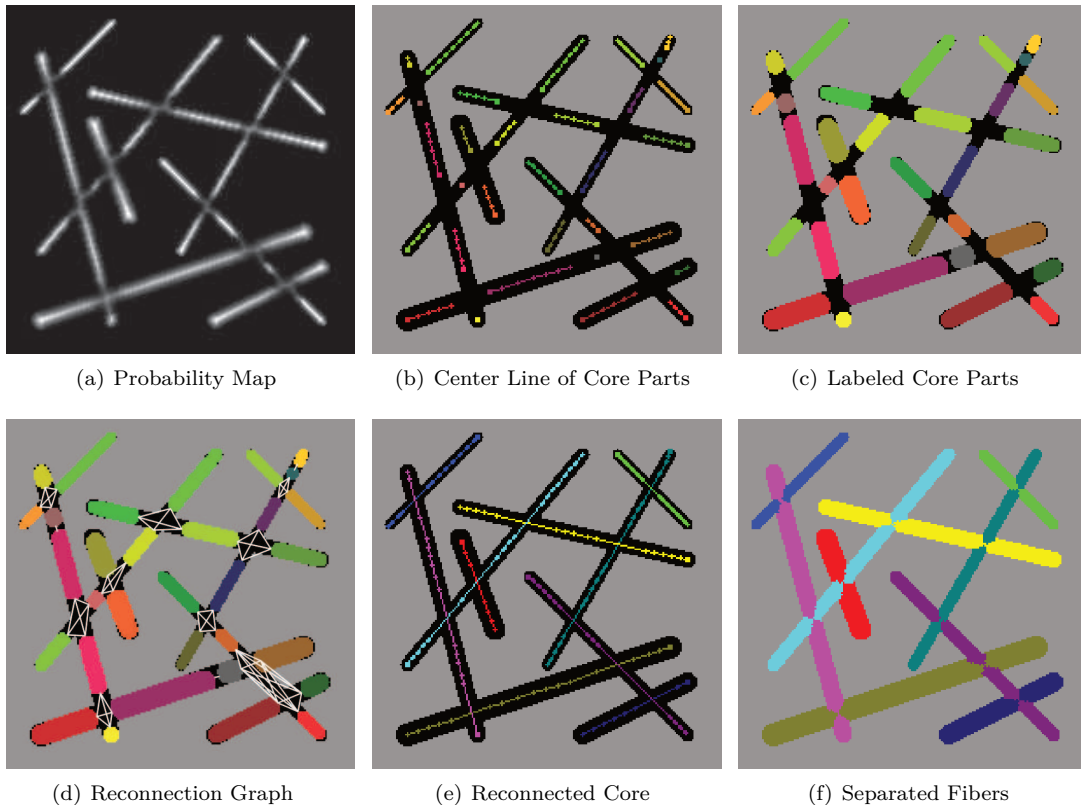 (a) Probability Map
(b) Center Line of Core Parts
(c) Labeled Core Parts
(d) Reconnection Graph
(e) Reconnected Core
(f) Separated Fibers